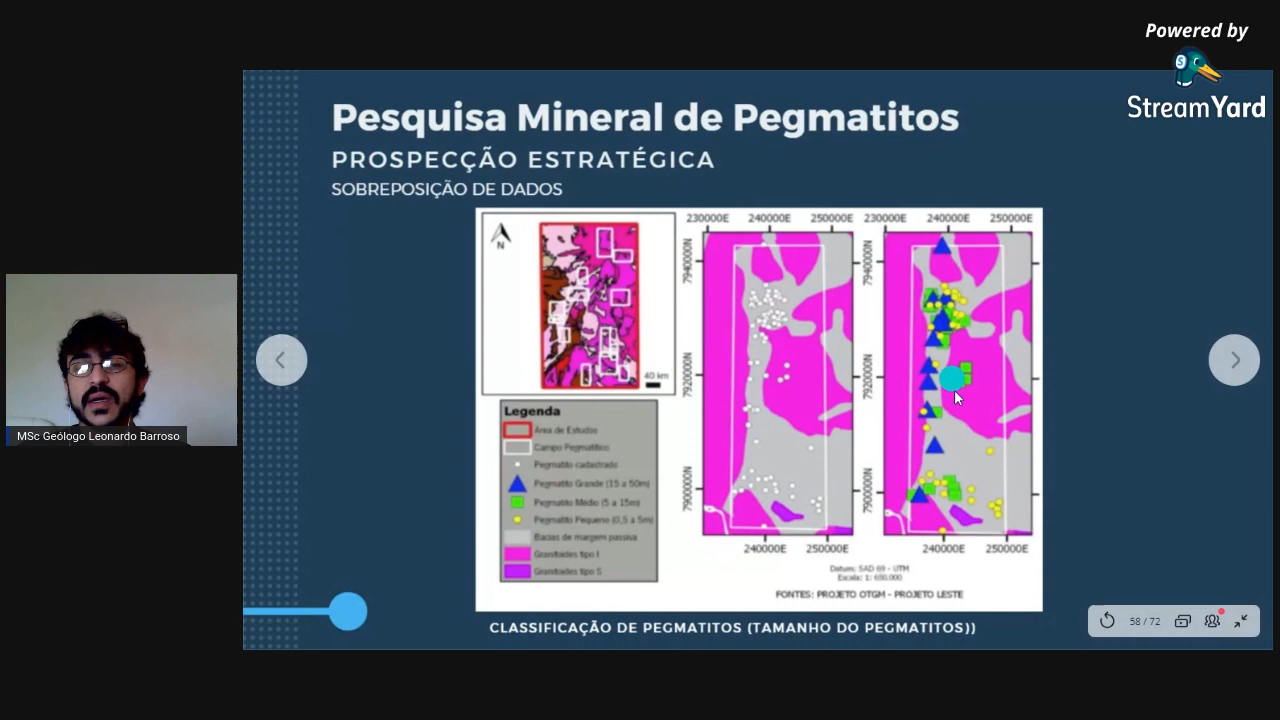 Powered by
StreamYard
Pesquisa Mineral de Pegmatitos
PROSPECÇÃO ESTRATÉGICA
SOBREPOSIÇÃO DE DADOS
N
40 km
Legenda
Área de Estudos
Campo Pegmatítico
Pegmatito cadastrado
Pegmatito Grande (15 a 50m)
Pegmatito Médio (5 a 15m)
Pegmatito Pequeno (0,5 a 5m)
Bacias de margem passiva
Granitoides tipo I
Granitoides tipo S
230000E 240000E 250000E 230000E 240000E 250000E
7940000N 7940000N
7920000N 7920000N
7900000N 7900000N
240000E 250000E 240000E 250000E
Datum: SAD 69 - UTM
Escala: 1: 650.000
FONTES: PROJETO OTGM - PROJETO LESTE
CLASSIFICAÇÃO DE PEGMATITOS (TAMANHO DO PEGMATITOS))
MSc Geólogo Leonardo Barroso
58 / 72